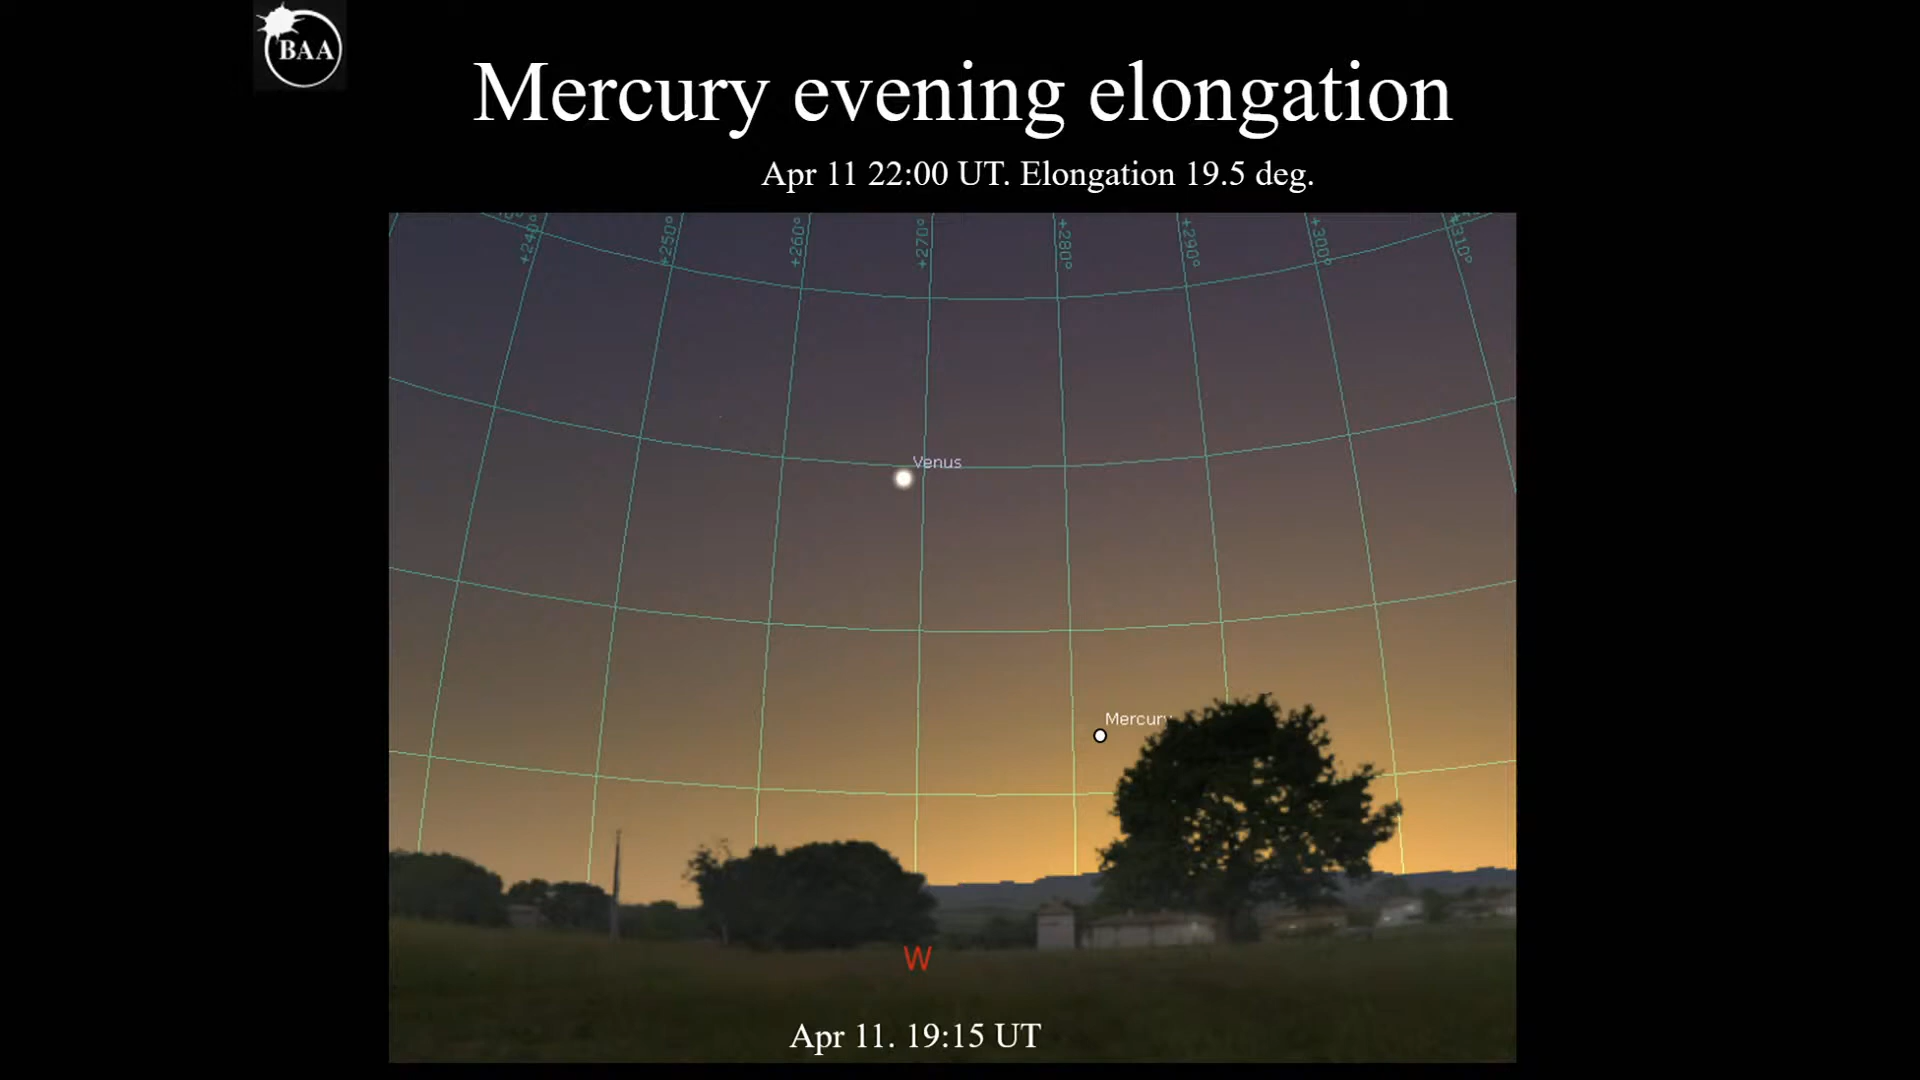 BAA
Mercury evening elongation
Apr 11 22:00 UT. Elongation 19.5 deg.
+240°
+250°
+260°
+270°
+280°
+290°
+300°
+310°
Venus
Mercury
W
Apr 11. 19:15 UT